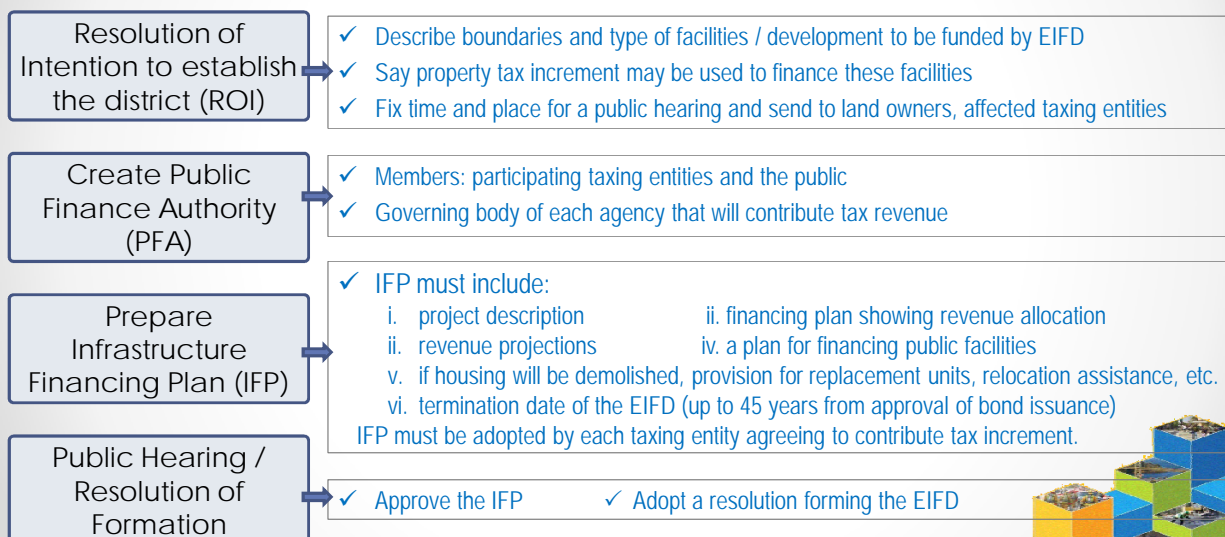 Resolution of
Intention to establish
the district (ROI)
✓ Describe boundaries and type of facilities / development to be funded by EIFD
✓ Say property tax increment may be used to finance these facilities
✓ Fix time and place for a public hearing and send to land owners, affected taxing entities
Create Public
Finance Authority
(PFA)
✓ Members: participating taxing entities and the public
✓ Governing body of each agency that will contribute tax revenue
Prepare
Infrastructure
Financing Plan (IFP)
✓ IFP must include:
i. project description ii. financing plan showing revenue allocation
ii. revenue projections iv. a plan for financing public facilities
v. if housing will be demolished, provision for replacement units, relocation assistance, etc.
vi. termination date of the EIFD (up to 45 years from approval of bond issuance)
IFP must be adopted by each taxing entity agreeing to contribute tax increment.
Public Hearing /
Resolution of
Formation
✓ Approve the IFP ✓ Adopt a resolution forming the EIFD